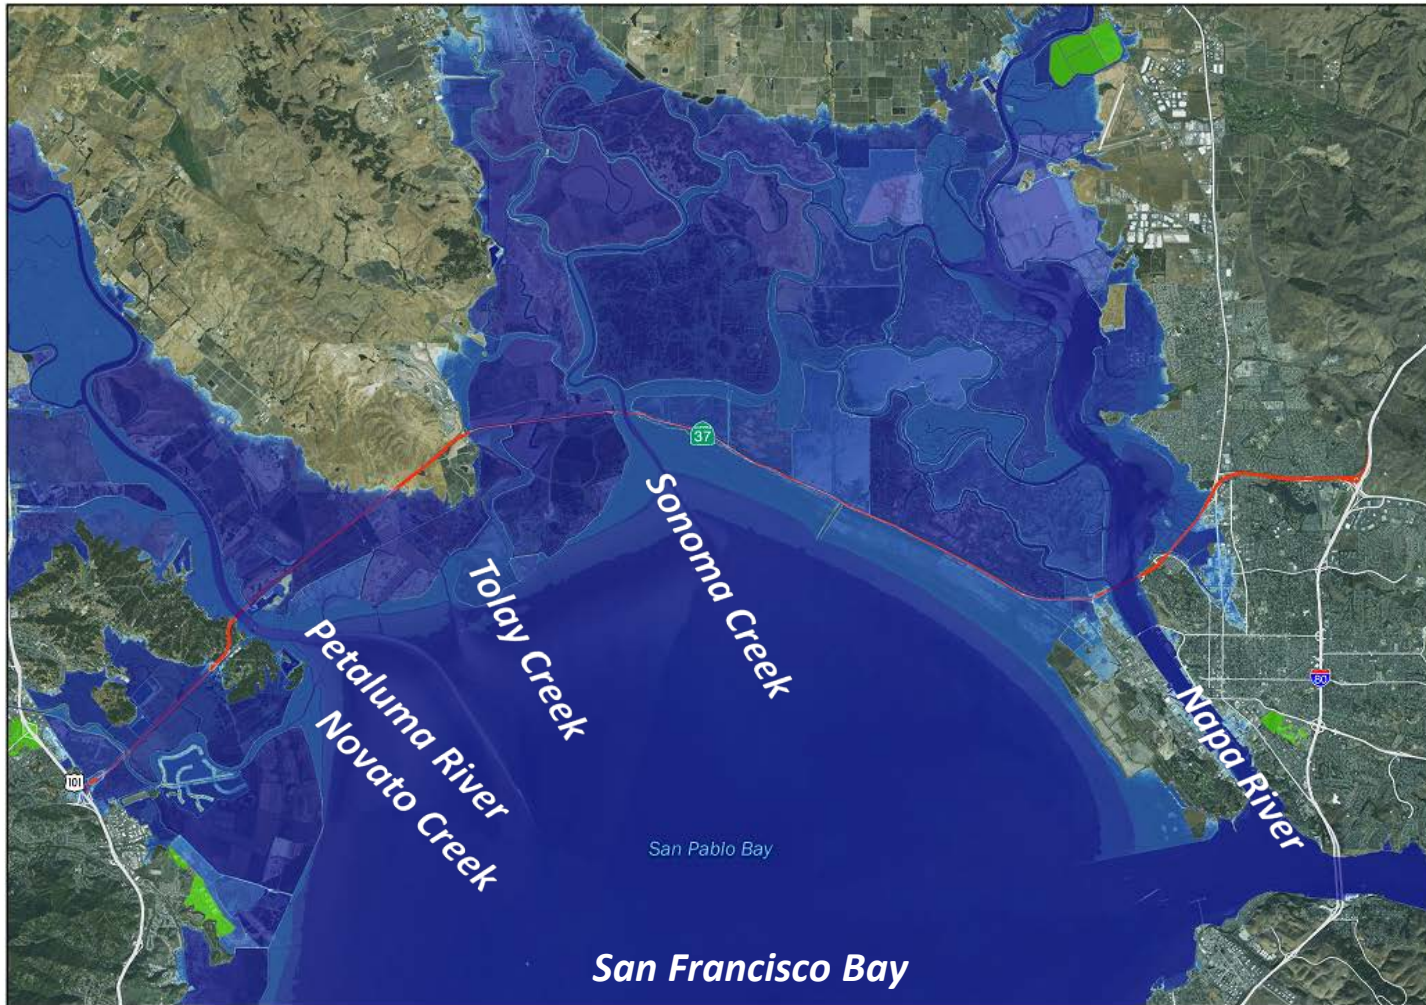 37
Sonoma Creek
Tolay Creek
Petaluma River
Novato Creek
Napa River
80
101
San Pablo Bay
San Francisco Bay